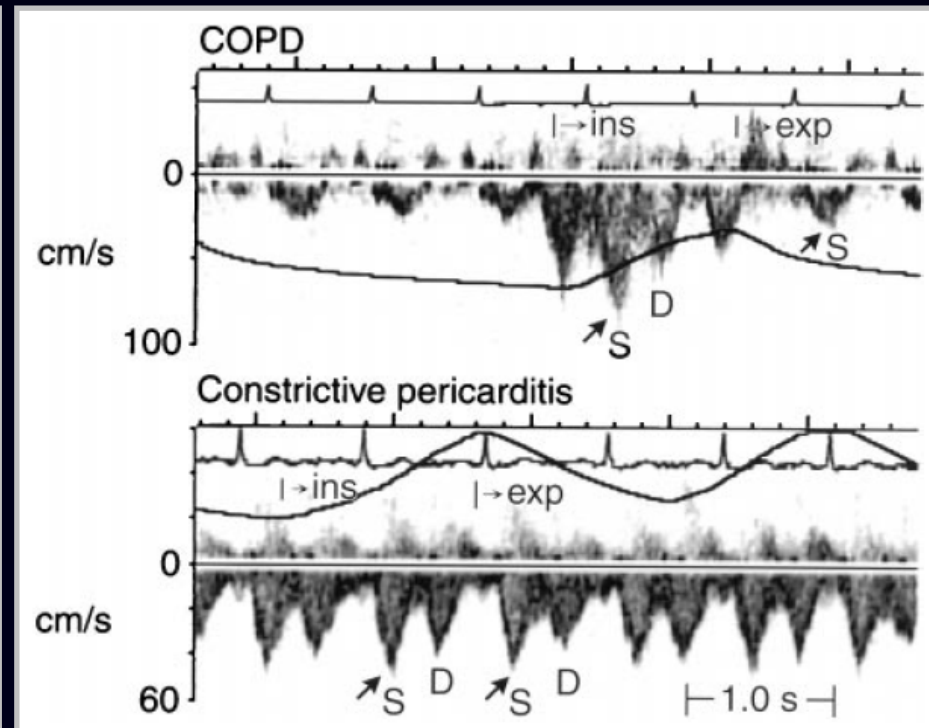 COPD
|→ins |→exp
0
cm/s
S
D
100
S
Constrictive pericarditis
|→ins |→exp
0
cm/s
S D S D
60 |—1.0 s—|